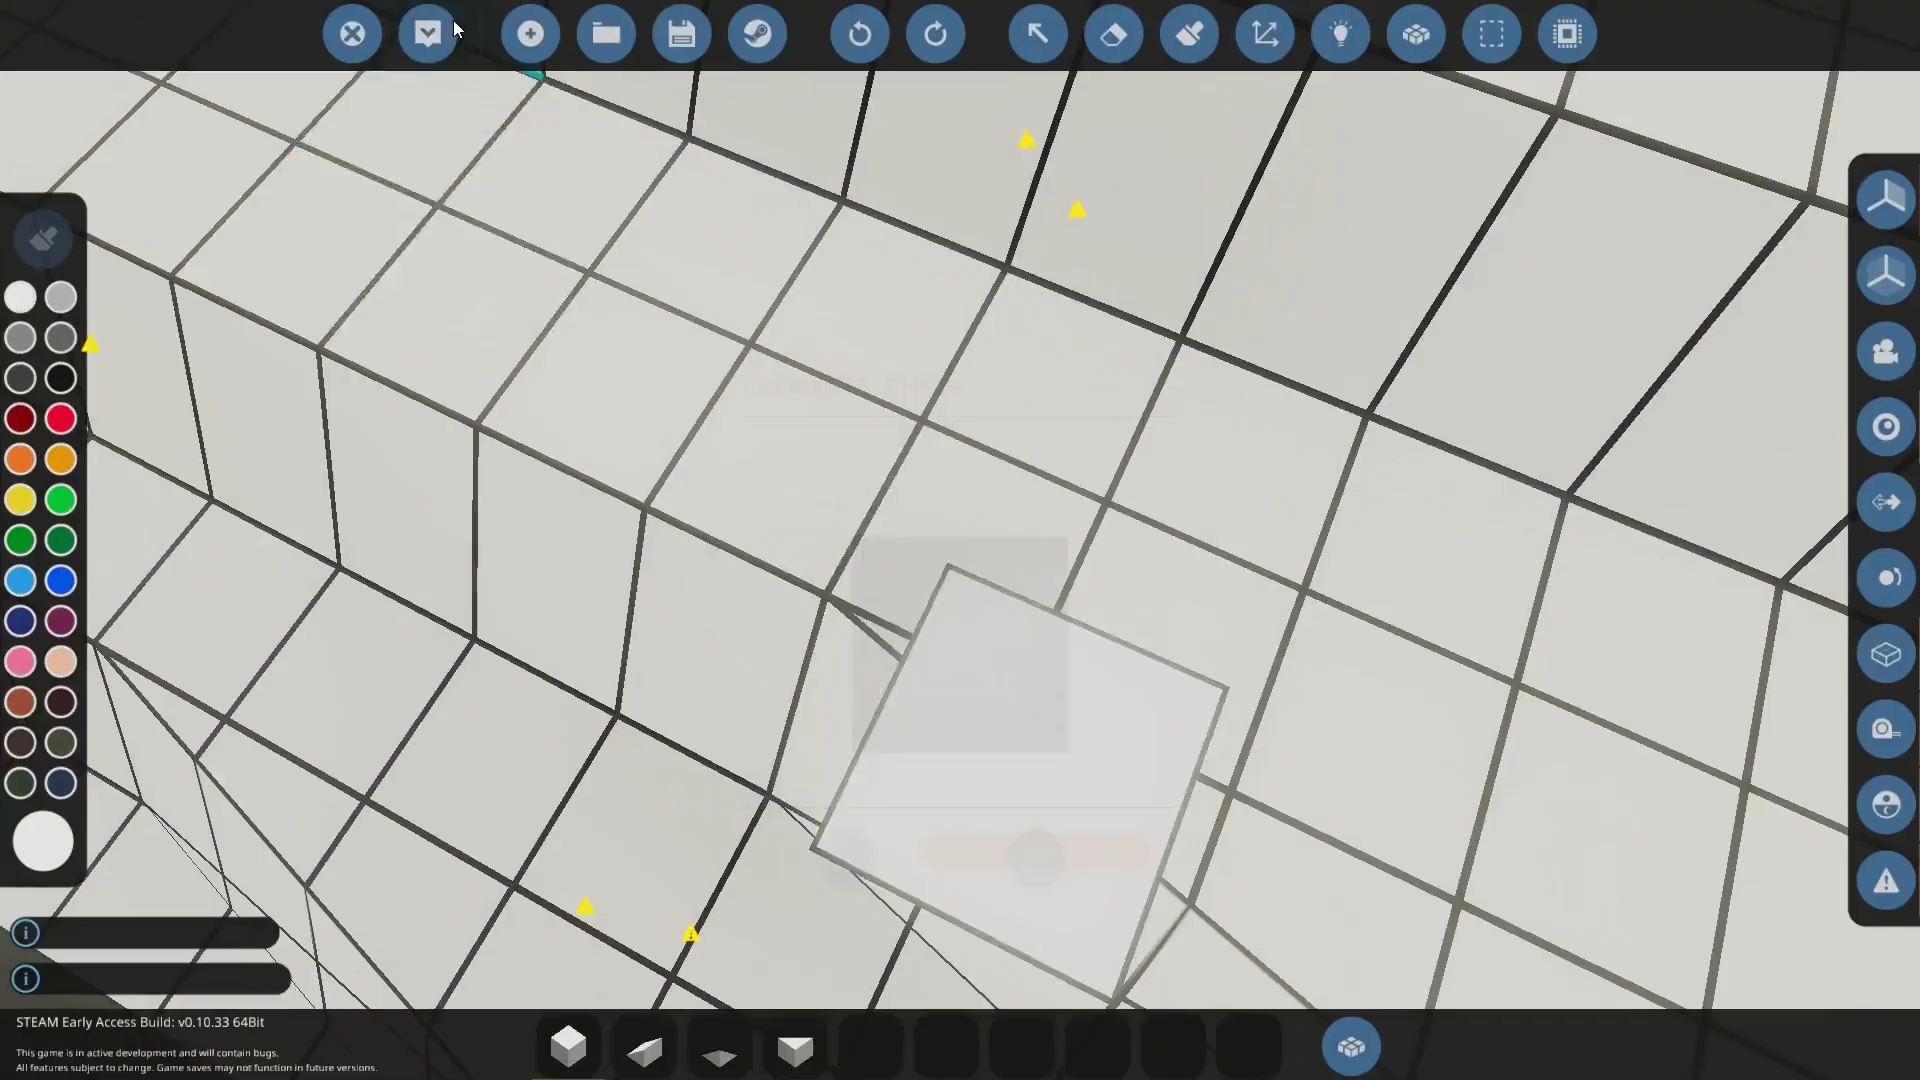 STEAM Early Access Build: v0.10.33 64Bit
This game is in active development and will contain bugs.
All features subject to change. Game saves may not function in future versions.